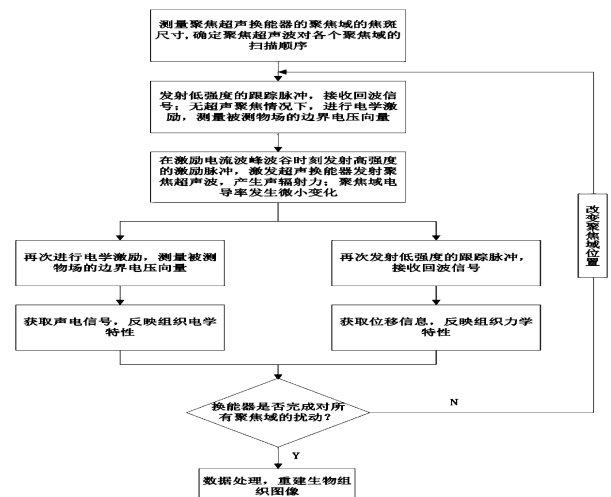 测量聚焦超声换能器的聚焦域的焦斑
尺寸,确定聚焦超声波对各个聚焦域的
扫描顺序
发射低强度的跟踪脉冲，接收回波信
号；无超声聚焦情况下，进行电学激
励，测量被测物场的边界电压向量
在激励电流波峰波谷时刻发射高强度
的激励脉冲，激发超声换能器发射聚
焦超声波，产生声辐射力；聚焦域电
导率发生微小变化
再次进行电学激励，测量被测
物场的边界电压向量
再次发射低强度的跟踪脉冲，
接收回波信号
获取声电信号，反映组织电学
特性
获取位移信息，反映组织力学
特性
改变聚焦域位置
换能器是否完成对所
有聚焦域的扰动？
N
Y
数据处理，重建生物组
织图像